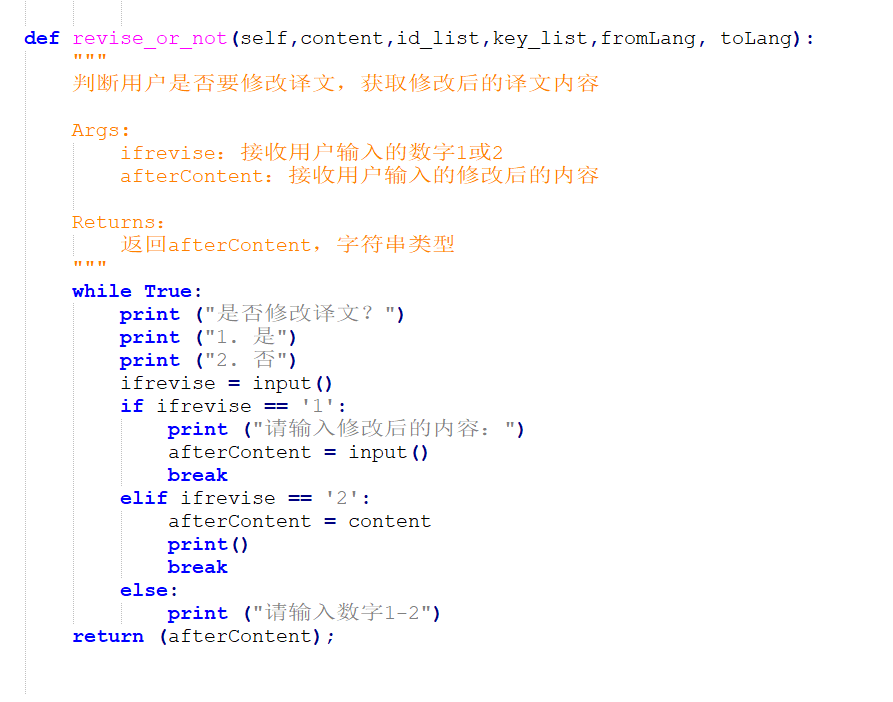 def revise_or_not(self,content,id_list,key_list,fromLang, toLang):
    """
    判断用户是否要修改译文，获取修改后的译文内容

    Args:
        ifrevise：接收用户输入的数字1或2
        afterContent：接收用户输入的修改后的内容

    Returns:
        返回afterContent，字符串类型
    """
    while True:
        print ("是否修改译文？")
        print ("1. 是")
        print ("2. 否")
        ifrevise = input()
        if ifrevise == '1':
            print ("请输入修改后的内容：")
            afterContent = input()
            break
        elif ifrevise == '2':
            afterContent = content
            print()
            break
        else:
            print ("请输入数字1-2")
    return (afterContent);